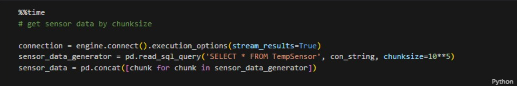 %%time
# get sensor data by chunksize
connection = engine.connect().execution_options(stream_results=True)
sensor_data_generator = pd.read_sql_query('SELECT * FROM TempSensor', con_string, chunksize=10**5)
sensor_data = pd.concat([chunk for chunk in sensor_data_generator])
Python